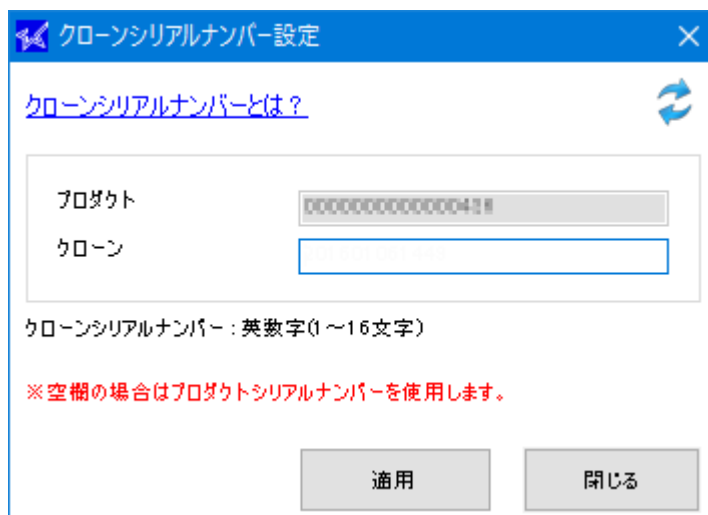 クローンシリアルナンバー設定
クローンシリアルナンバーとは？
プロダクト
クローン
クローンシリアルナンバー：英数字(1～16文字)
※空欄の場合はプロダクトシリアルナンバーを使用します。
適用
閉じる